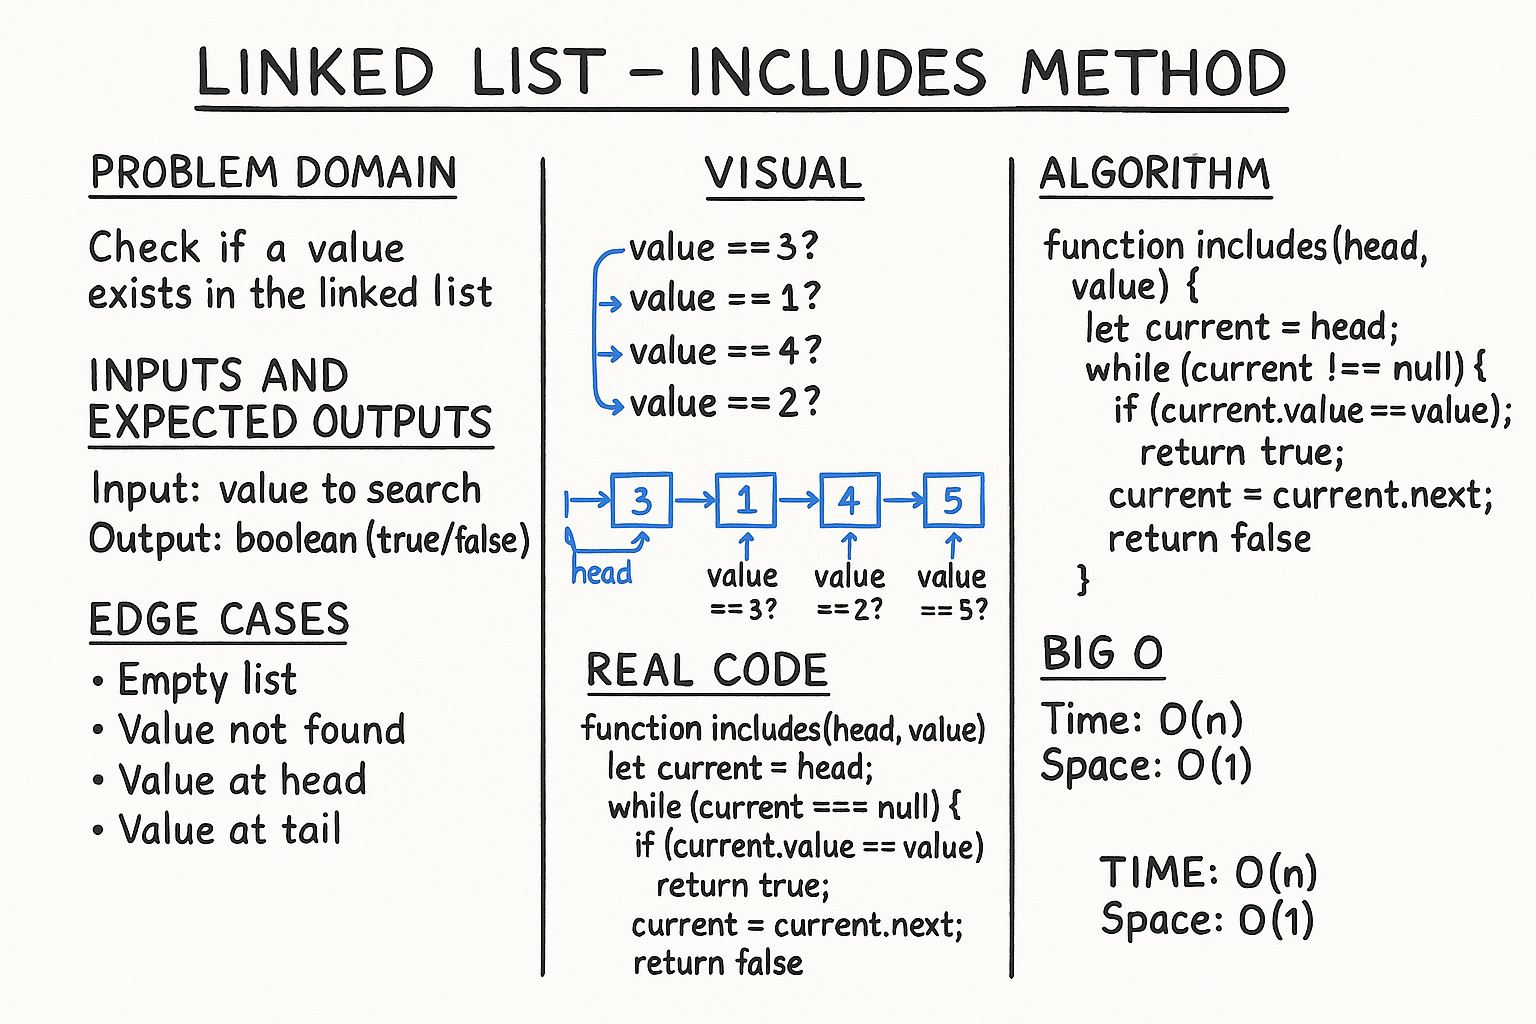 LINKED LIST – INCLUDES METHOD
PROBLEM DOMAIN
Check if a value
exists in the linked list
INPUTS AND
EXPECTED OUTPUTS
Input: value to search
Output: boolean (true/false)
EDGE CASES
• Empty list
• Value not found
• Value at head
• Value at tail
VISUAL
value == 3?
value == 1?
value == 4?
value == 2?
3 1 4 5
head
value value value
==3? ==2? ==5?
REAL CODE
function includes(head, value)
let current = head;
while (current === null) {
if (current.value == value)
return true;
current = current.next;
return false
ALGORITHM
function includes(head,
value) {
let current = head;
while (current !== null) {
if (current.value == value);
return true;
current = current.next;
return false
}
BIG O
Time: O(n)
Space: O(1)
TIME: O(n)
Space: O(1)